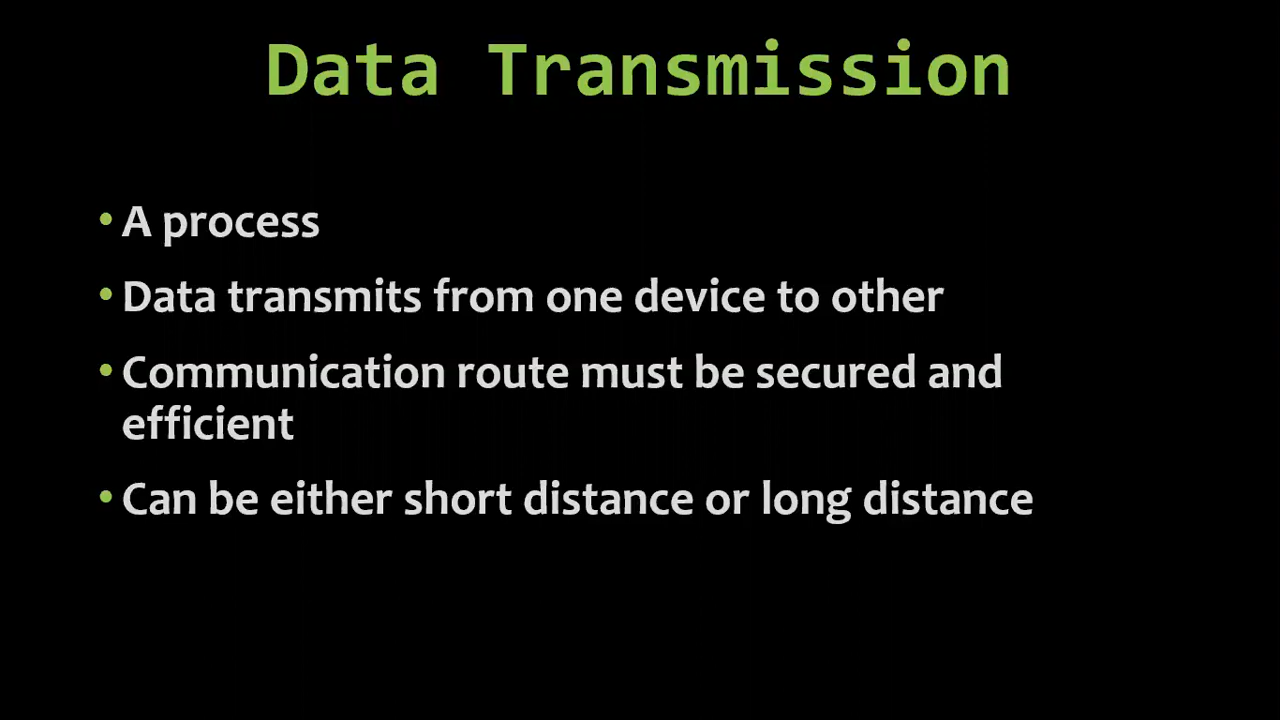 Data Transmission
• A process
• Data transmits from one device to other
• Communication route must be secured and
efficient
• Can be either short distance or long distance